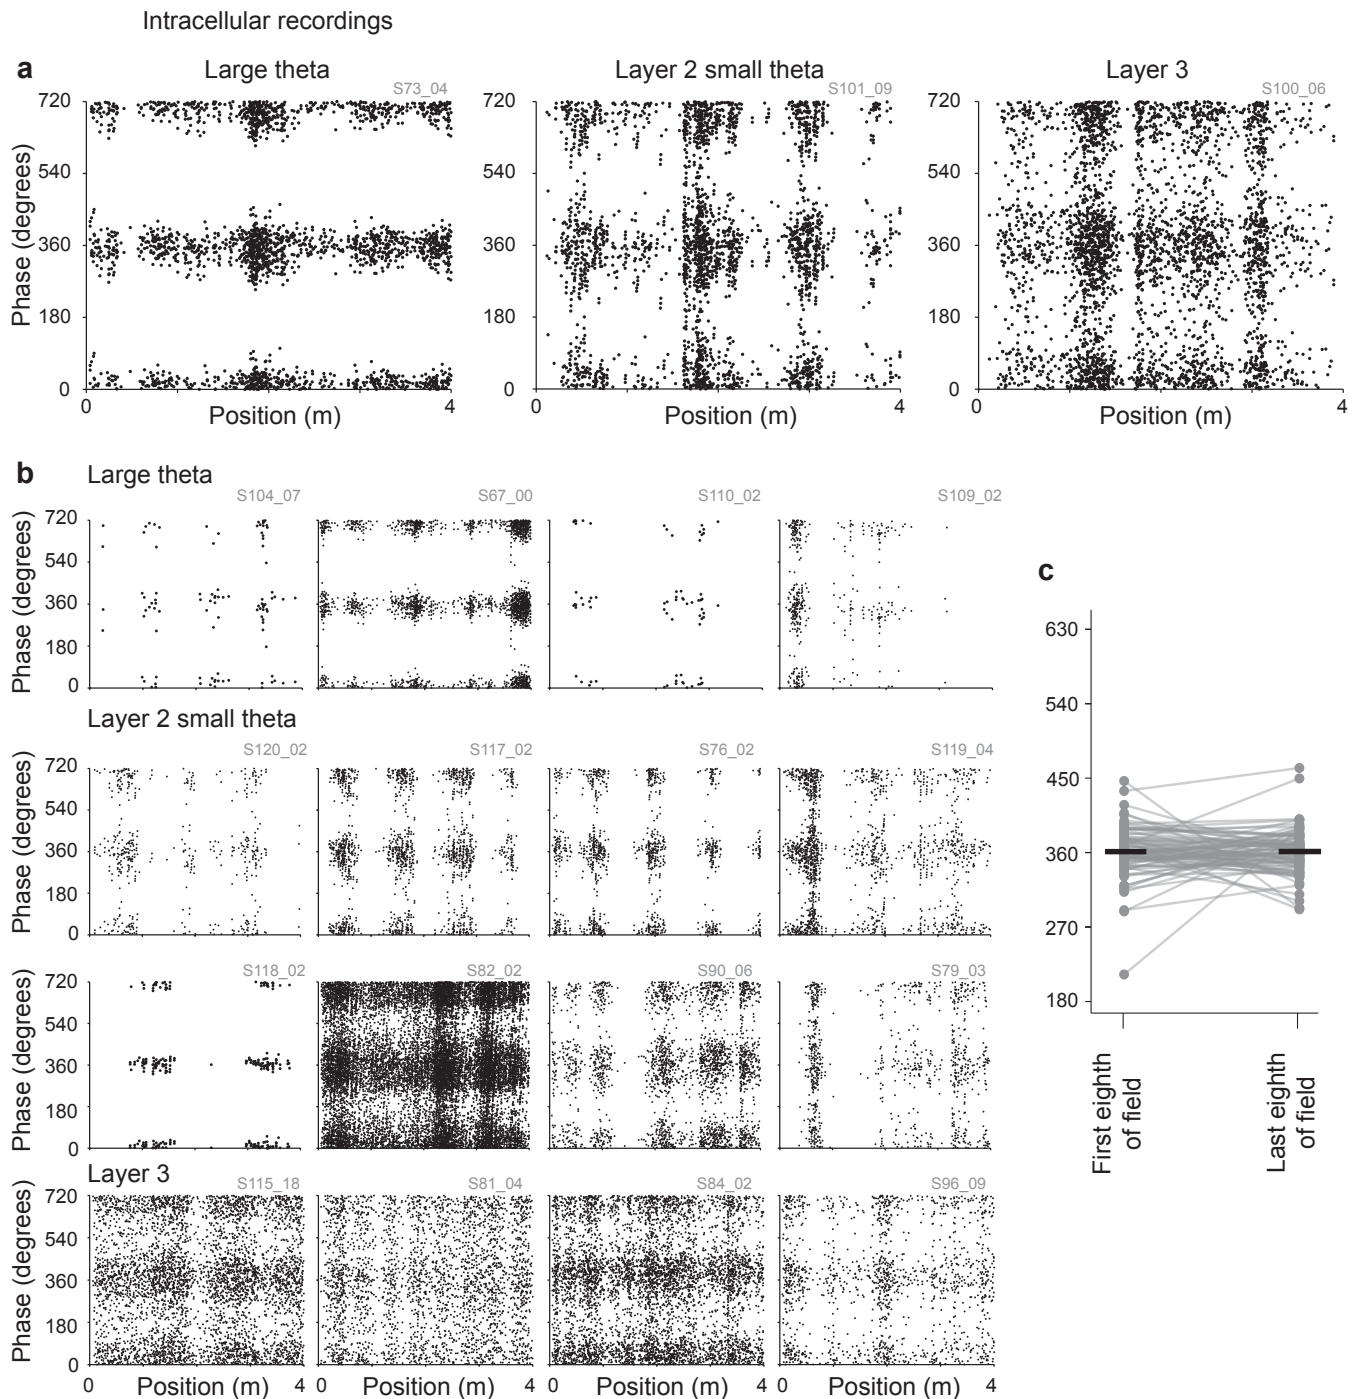 Intracellular recordings
a
Large theta
Layer 2 small theta
Layer 3
S73_04
S101_09
S100_06
Phase (degrees)
720
540
360
180
0
720
540
360
180
0
720
540
360
180
0
0
Position (m)
4
0
Position (m)
4
0
Position (m)
4
b
Large theta
S104_07
S67_00
S110_02
S109_02
Phase (degrees)
720
540
360
180
0
Layer 2 small theta
S120_02
S117_02
S76_02
S119_04
Phase (degrees)
720
540
360
180
0
S118_02
S82_02
S90_06
S79_03
Phase (degrees)
720
540
360
180
0
Layer 3
S115_18
S81_04
S84_02
S96_09
Phase (degrees)
720
540
360
180
0
0
Position (m)
4
0
Position (m)
4
0
Position (m)
4
0
Position (m)
4
c
630
540
450
360
270
180
First eighth
of field
Last eighth
of field